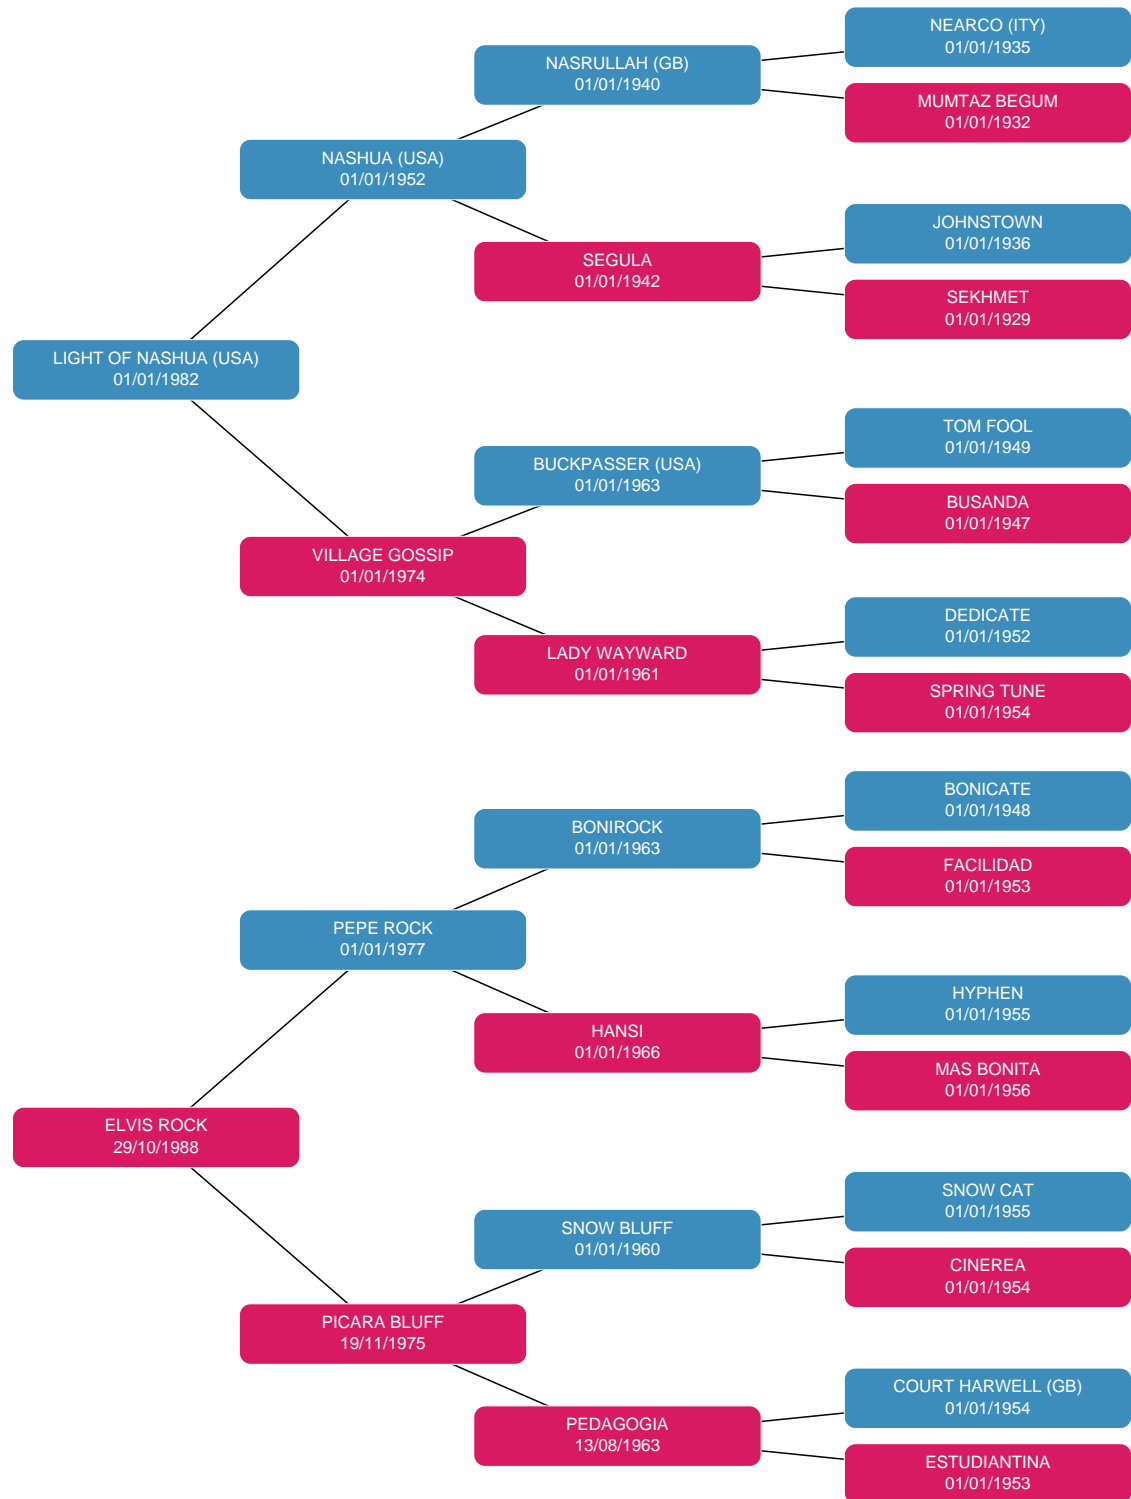 NEARCO (ITY)
01/01/1935
NASRULLAH (GB)
01/01/1940
MUMTAZ BEGUM
01/01/1932
NASHUA (USA)
01/01/1952
JOHNSTOWN
01/01/1936
SEGULA
01/01/1942
SEKHMET
01/01/1929
LIGHT OF NASHUA (USA)
01/01/1982
TOM FOOL
01/01/1949
BUCKPASSER (USA)
01/01/1963
BUSANDA
01/01/1947
VILLAGE GOSSIP
01/01/1974
DEDICATE
01/01/1952
LADY WAYWARD
01/01/1961
SPRING TUNE
01/01/1954
BONICATE
01/01/1948
BONIROCK
01/01/1963
FACILIDAD
01/01/1953
PEPE ROCK
01/01/1977
HYPHEN
01/01/1955
HANSI
01/01/1966
MAS BONITA
01/01/1956
ELVIS ROCK
29/10/1988
SNOW CAT
01/01/1955
SNOW BLUFF
01/01/1960
CINEREA
01/01/1954
PICARA BLUFF
19/11/1975
COURT HARWELL (GB)
01/01/1954
PEDAGOGIA
13/08/1963
ESTUDIANTINA
01/01/1953